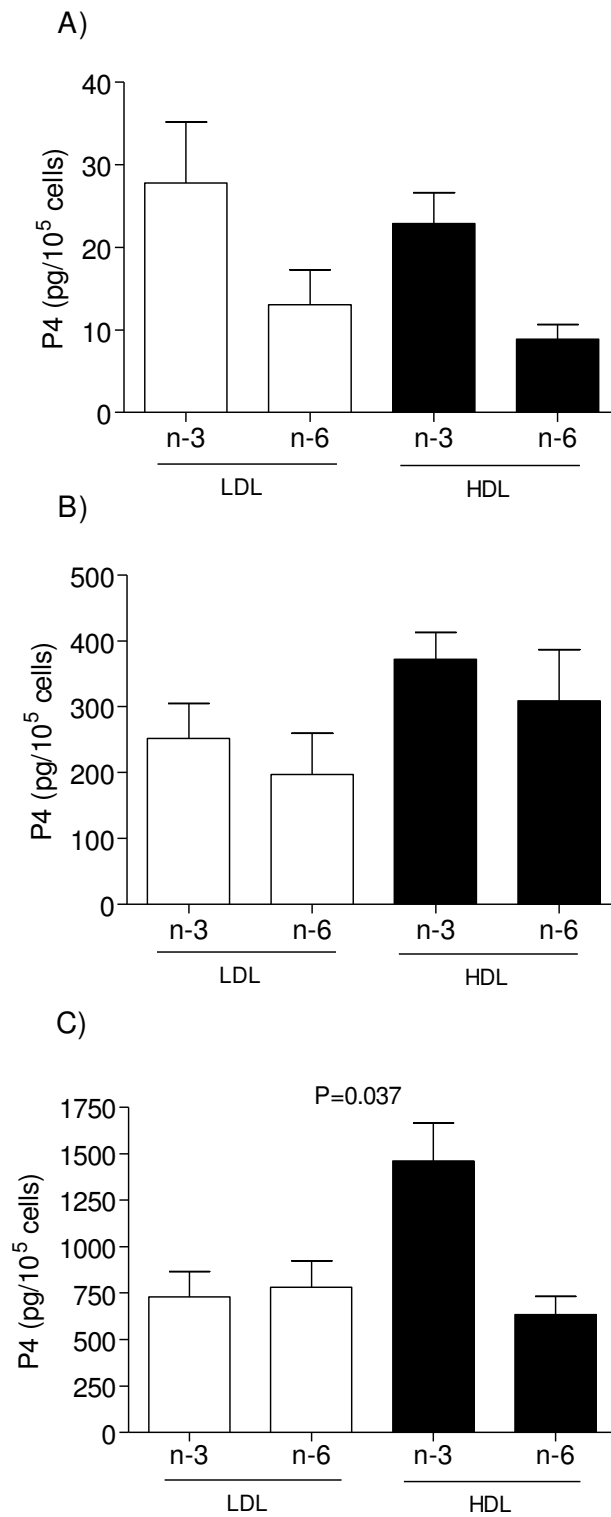 A)
P4 (pg/10⁵ cells)
40
30
20
10
0
n-3 n-6 n-3 n-6
LDL HDL
B)
P4 (pg/10⁵ cells)
500
400
300
200
100
0
n-3 n-6 n-3 n-6
LDL HDL
C)
P=0.037
P4 (pg/10⁵ cells)
1750
1500
1250
1000
750
500
250
0
n-3 n-6 n-3 n-6
LDL HDL